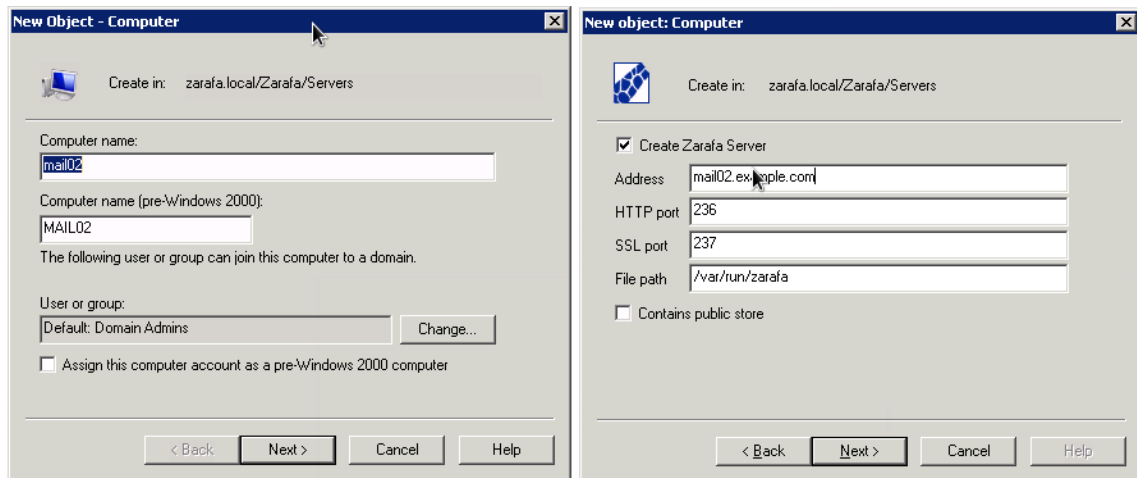 New Object - Computer
Create in: zarafa.local/Zarafa/Servers
Computer name:
mail02
Computer name (pre-Windows 2000):
MAIL02
The following user or group can join this computer to a domain.
User or group:
Default: Domain Admins
Change...
Assign this computer account as a pre-Windows 2000 computer
< Back Next > Cancel Help
New object: Computer
Create in: zarafa.local/Zarafa/Servers
Create Zarafa Server
Address mail02.example.com
HTTP port 236
SSL port 237
File path /var/run/zarafa
Contains public store
< Back Next > Cancel Help